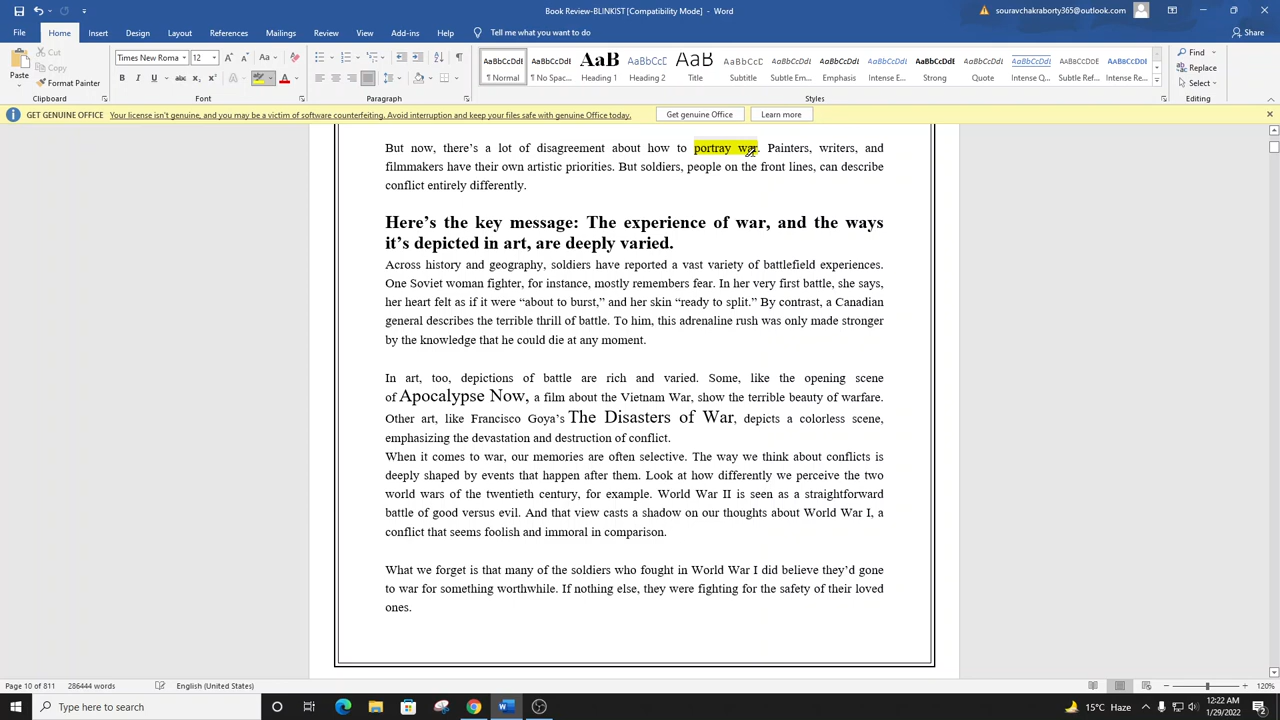 Book Review-BLINKIST [Compatibility Mode] - Word
souravchakraborty365@outlook.com
File Home Insert Design Layout References Mailings Review View Add-ins Help Tell me what you want to do Share
Cut
Copy
Format Painter
Paste
Clipboard
Times New Roma 12
Font
Paragraph
AaBbCcDdI ¶ Normal
AaBbCcDdI ¶ No Spac...
AaB Heading 1
AaBbCcD Heading 2
AaB Title
AaBbCcD Subtitle
AaBbCcDdI Subtle Em...
AaBbCcDdI Emphasis
AaBbCcDdI Intense E...
AaBbCcDdI Strong
AaBbCcDdI Quote
AaBbCcDdI Intense Q...
AaBbCcDdI Subtle Ref...
AaBbCcDdI Intense Re...
Styles
Find
Replace
Select
Editing
GET GENUINE OFFICE Your license isn't genuine, and you may be a victim of software counterfeiting. Avoid interruption and keep your files safe with genuine Office today. Get genuine Office Learn more
But now, there’s a lot of disagreement about how to portray war. Painters, writers, and
filmmakers have their own artistic priorities. But soldiers, people on the front lines, can describe
conflict entirely differently.
Here’s the key message: The experience of war, and the ways
it’s depicted in art, are deeply varied.
Across history and geography, soldiers have reported a vast variety of battlefield experiences.
One Soviet woman fighter, for instance, mostly remembers fear. In her very first battle, she says,
her heart felt as if it were “about to burst,” and her skin “ready to split.” By contrast, a Canadian
general describes the terrible thrill of battle. To him, this adrenaline rush was only made stronger
by the knowledge that he could die at any moment.
In art, too, depictions of battle are rich and varied. Some, like the opening scene
of Apocalypse Now, a film about the Vietnam War, show the terrible beauty of warfare.
Other art, like Francisco Goya’s The Disasters of War, depicts a colorless scene,
emphasizing the devastation and destruction of conflict.
When it comes to war, our memories are often selective. The way we think about conflicts is
deeply shaped by events that happen after them. Look at how differently we perceive the two
world wars of the twentieth century, for example. World War II is seen as a straightforward
battle of good versus evil. And that view casts a shadow on our thoughts about World War I, a
conflict that seems foolish and immoral in comparison.
What we forget is that many of the soldiers who fought in World War I did believe they’d gone
to war for something worthwhile. If nothing else, they were fighting for the safety of their loved
ones.
Page 10 of 811 286444 words English (United States) 120%
Type here to search
15°C Haze
12:22 AM
1/29/2022